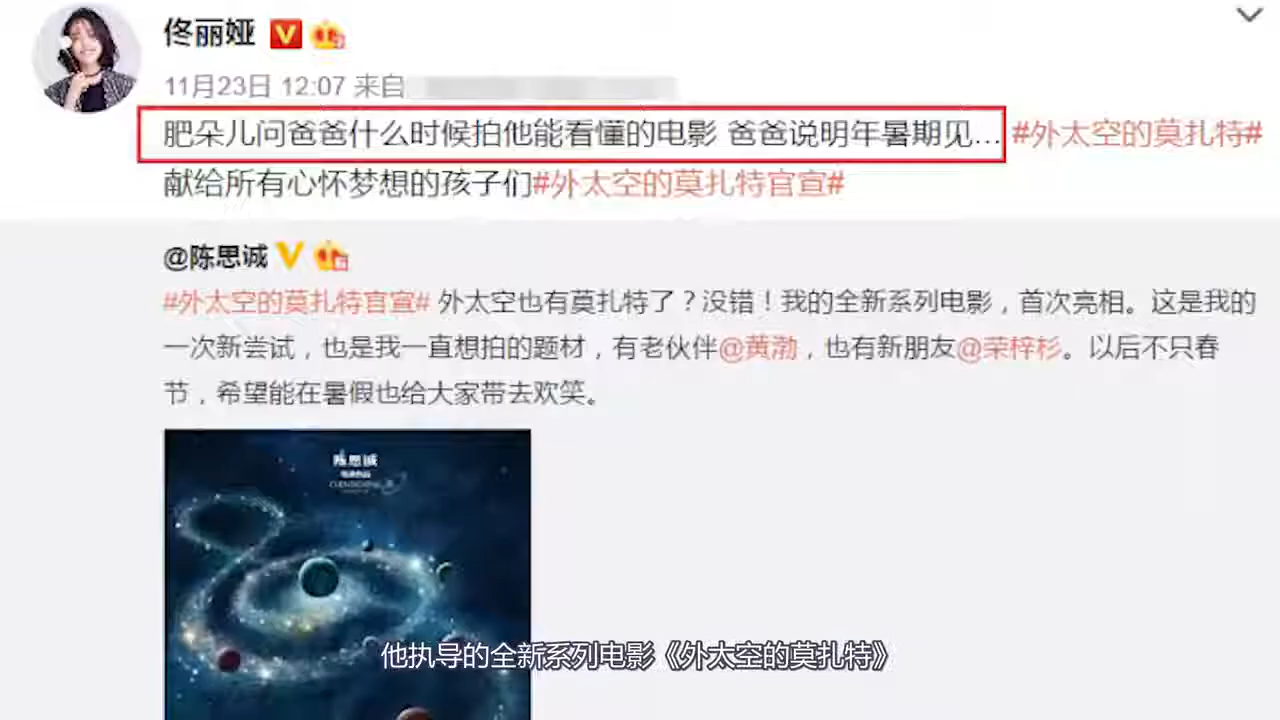 佟丽娅
11月23日 12:07 来自
肥朵儿问爸爸什么时候拍他能看懂的电影 爸爸说明年暑期见... #外太空的莫扎特#
献给所有心怀梦想的孩子们#外太空的莫扎特官宣#
@陈思诚
#外太空的莫扎特官宣# 外太空也有莫扎特了？没错！我的全新系列电影，首次亮相。这是我的
一次新尝试，也是我一直想拍的题材，有老伙伴@黄渤，也有新朋友@荣梓杉。以后不只春
节，希望能在暑假也给大家带去欢笑。
陈思诚
他执导的全新系列电影《外太空的莫扎特》